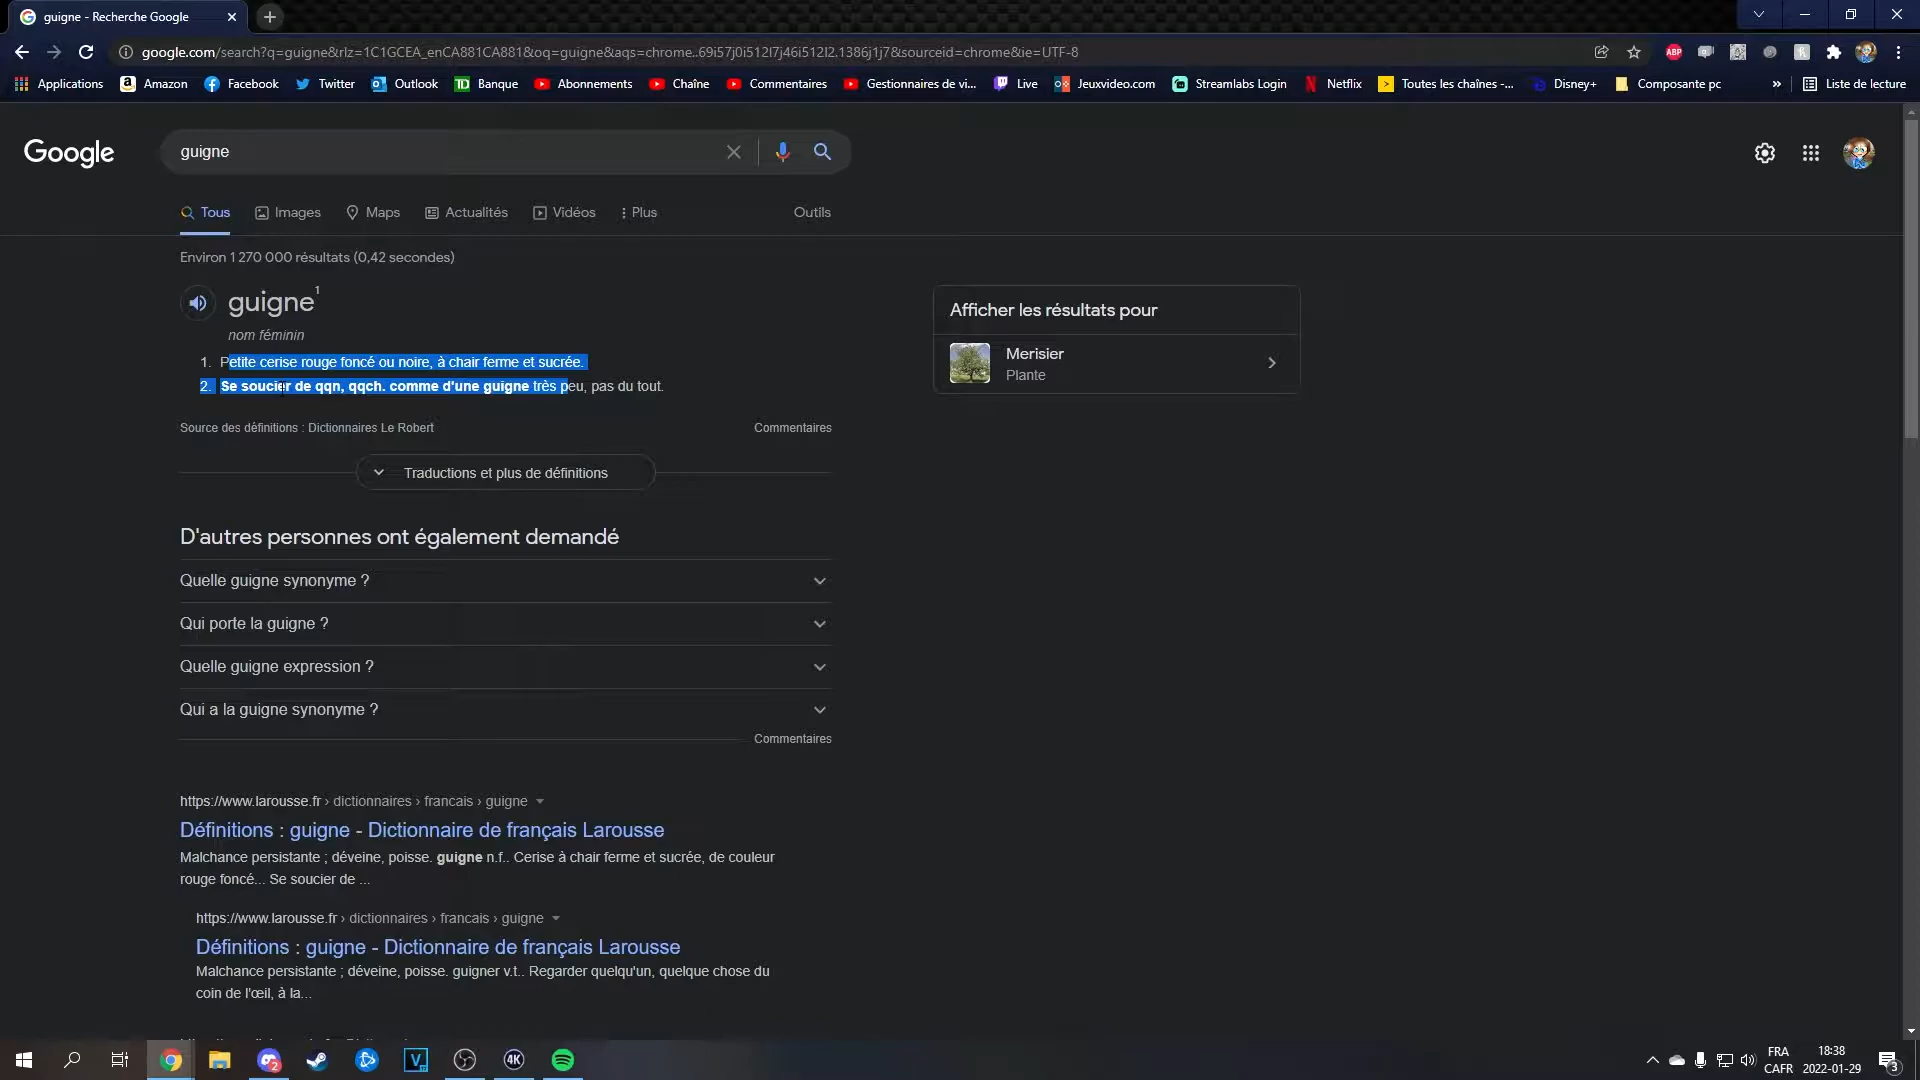 guigne - Recherche Google
google.com/search?q=guigne&rlz=1C1GCEA_enCA881CA881&oq=guigne&aqs=chrome..69i57j0i512l7j46i512l2.1386j1j7&sourceid=chrome&ie=UTF-8
ABP
Applications Amazon Facebook Twitter Outlook Banque Abonnements Chaîne Commentaires Gestionnaires de vi... Live Jeuxvideo.com Streamlabs Login Netflix Toutes les chaînes -... Disney+ Composante pc » Liste de lecture
Google
guigne
Tous Images Maps Actualités Vidéos Plus Outils
Environ 1 270 000 résultats (0,42 secondes)
guigne1
nom féminin
1. Petite cerise rouge foncé ou noire, à chair ferme et sucrée.
2. Se soucier de qqn, qqch. comme d'une guigne très peu, pas du tout.
Source des définitions : Dictionnaires Le Robert Commentaires
Traductions et plus de définitions
Afficher les résultats pour
Merisier
Plante
D'autres personnes ont également demandé
Quelle guigne synonyme ?
Qui porte la guigne ?
Quelle guigne expression ?
Qui a la guigne synonyme ?
Commentaires
https://www.larousse.fr › dictionnaires › francais › guigne
Définitions : guigne - Dictionnaire de français Larousse
Malchance persistante ; déveine, poisse. guigne n.f.. Cerise à chair ferme et sucrée, de couleur
rouge foncé... Se soucier de ...
https://www.larousse.fr › dictionnaires › francais › guigne
Définitions : guigne - Dictionnaire de français Larousse
Malchance persistante ; déveine, poisse. guigner v.t.. Regarder quelqu'un, quelque chose du
coin de l'œil, à la...
2
V
4K
FRA
CAFR
18:38
2022-01-29
3